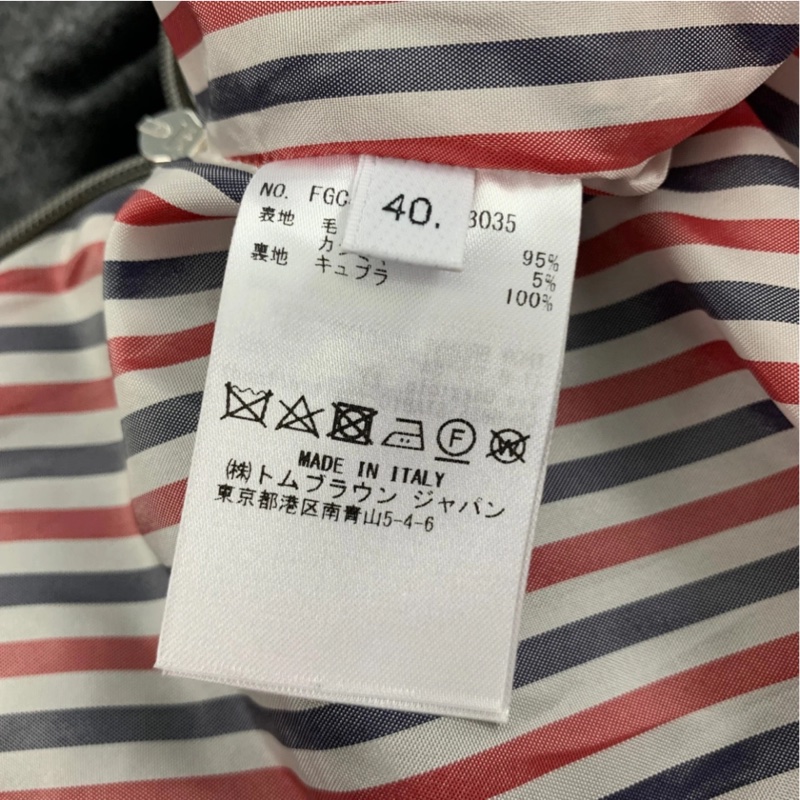 NO. FGC 3035
40.
表地 毛 95%
カシ 5%
裏地 キュプラ 100%
F
W
MADE IN ITALY
(株)トムブラウン ジャパン
東京都港区南青山5-4-6